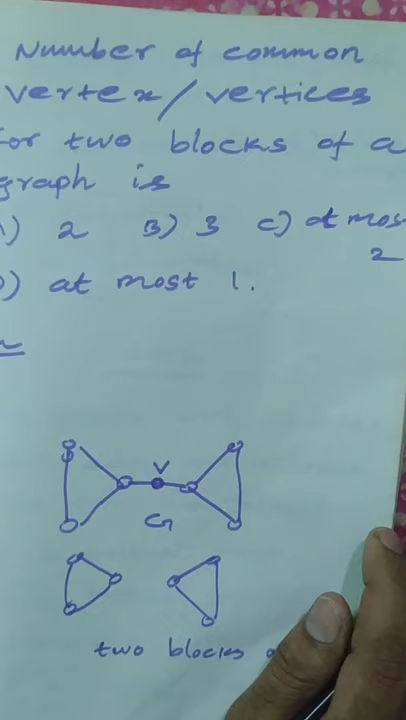 Number of common
vertex/vertices
for two blocks of a
graph is
A) 2 B) 3 C) at most
2
D) at most 1.
V
G
two blocks